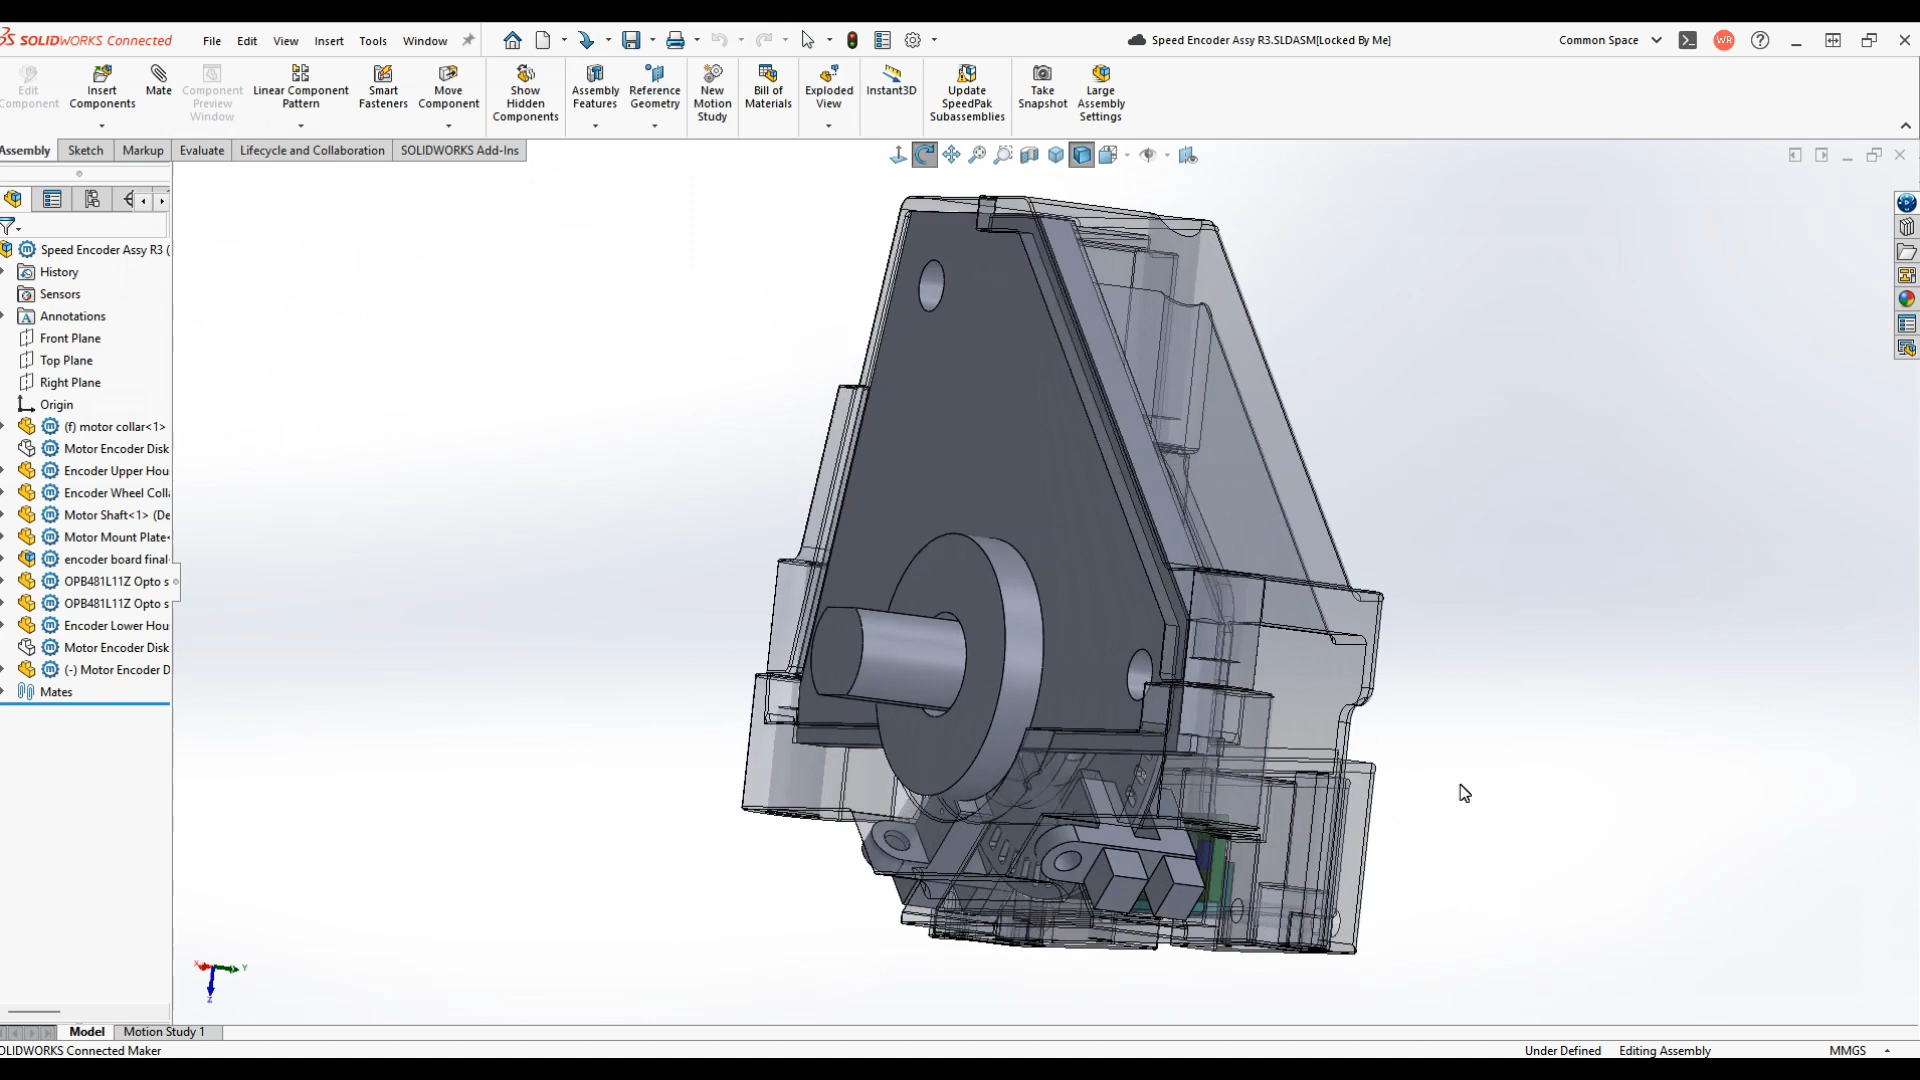 SOLIDWORKS Connected
File Edit View Insert Tools Window
Speed Encoder Assy R3.SLDASM[Locked By Me]
Common Space
WR
Edit Component
Insert Components
Mate
Component Preview Window
Linear Component Pattern
Smart Fasteners
Move Component
Show Hidden Components
Assembly Features
Reference Geometry
New Motion Study
Bill of Materials
Exploded View
Instant3D
Update SpeedPak Subassemblies
Take Snapshot
Large Assembly Settings
Assembly Sketch Markup Evaluate Lifecycle and Collaboration SOLIDWORKS Add-Ins
Speed Encoder Assy R3 (
History
Sensors
Annotations
Front Plane
Top Plane
Right Plane
Origin
(f) motor collar<1>
Motor Encoder Disk
Encoder Upper Hou
Encoder Wheel Coll
Motor Shaft<1> (De
Motor Mount Plate<
encoder board final
OPB481L11Z Opto s
OPB481L11Z Opto s
Encoder Lower Hou
Motor Encoder Disk
(-) Motor Encoder D
Mates
X
Y
Z
Model Motion Study 1
OLIDWORKS Connected Maker
Under Defined Editing Assembly MMGS